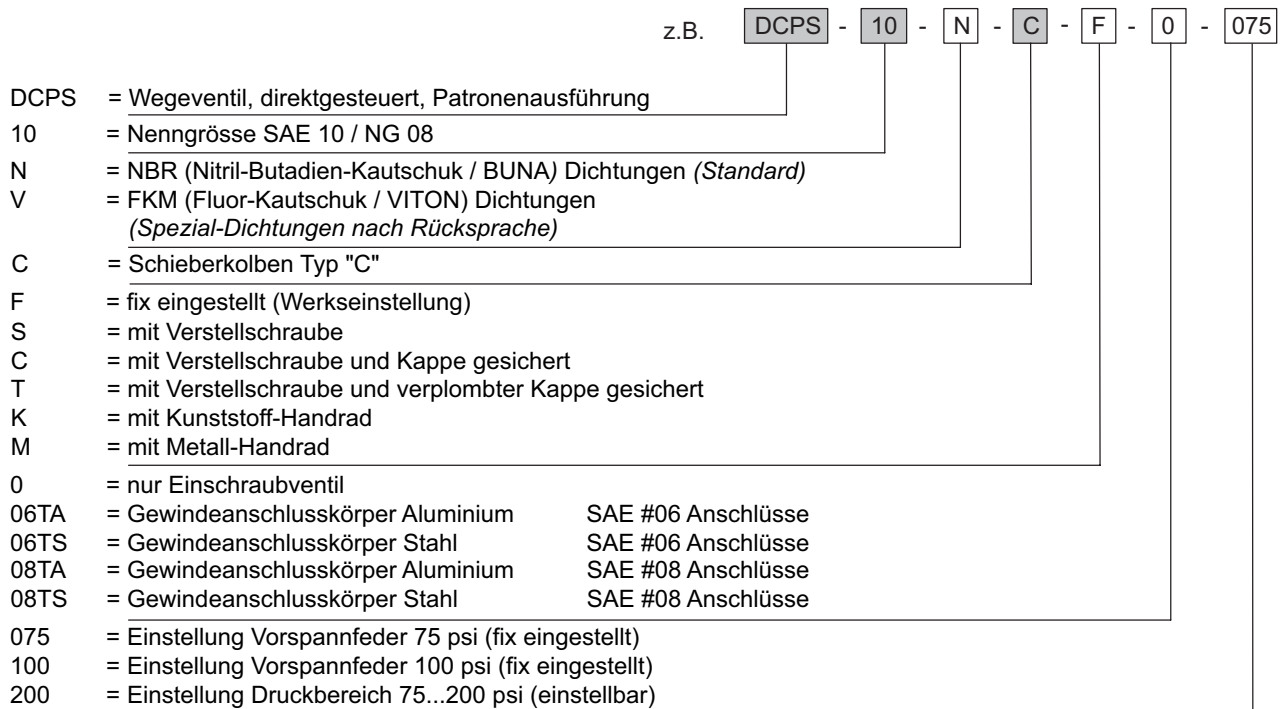 z.B. DCPS - 10 - N - C - F - 0 - 075
DCPS = Wegeventil, direktgesteuert, Patronenausführung
10 = Nenngrösse SAE 10 / NG 08
N = NBR (Nitril-Butadien-Kautschuk / BUNA) Dichtungen (Standard)
V = FKM (Fluor-Kautschuk / VITON) Dichtungen
(Spezial-Dichtungen nach Rücksprache)
C = Schieberkolben Typ "C"
F = fix eingestellt (Werkseinstellung)
S = mit Verstellschraube
C = mit Verstellschraube und Kappe gesichert
T = mit Verstellschraube und verplombter Kappe gesichert
K = mit Kunststoff-Handrad
M = mit Metall-Handrad
0 = nur Einschraubventil
06TA = Gewindeanschlusskörper Aluminium SAE #06 Anschlüsse
06TS = Gewindeanschlusskörper Stahl SAE #06 Anschlüsse
08TA = Gewindeanschlusskörper Aluminium SAE #08 Anschlüsse
08TS = Gewindeanschlusskörper Stahl SAE #08 Anschlüsse
075 = Einstellung Vorspannfeder 75 psi (fix eingestellt)
100 = Einstellung Vorspannfeder 100 psi (fix eingestellt)
200 = Einstellung Druckbereich 75...200 psi (einstellbar)